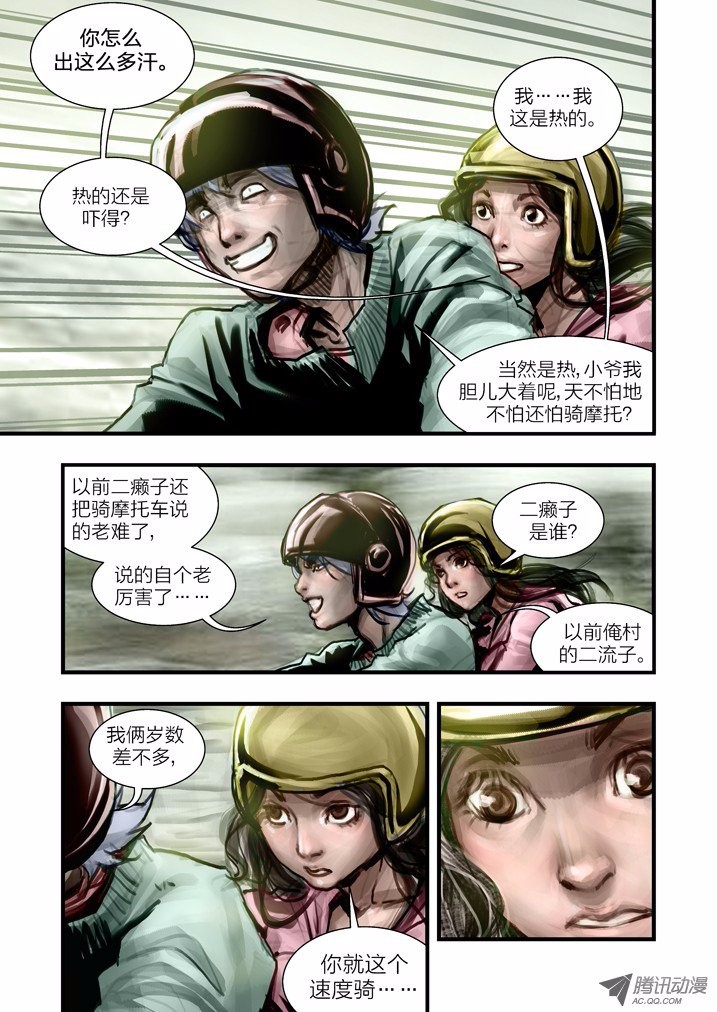 你怎么
出这么多汗。
我……我
这是热的。
热的还是
吓得?
当然是热,小爷我
胆儿大着呢,天不怕地
不怕还怕骑摩托?
以前二癞子还
把骑摩托车说
的老难了,
说的自个老
厉害了……
二癞子
是谁?
以前俺村
的二流子。
我俩岁数
差不多,
你就这个
速度骑……
腾讯动漫
AC.QQ.COM